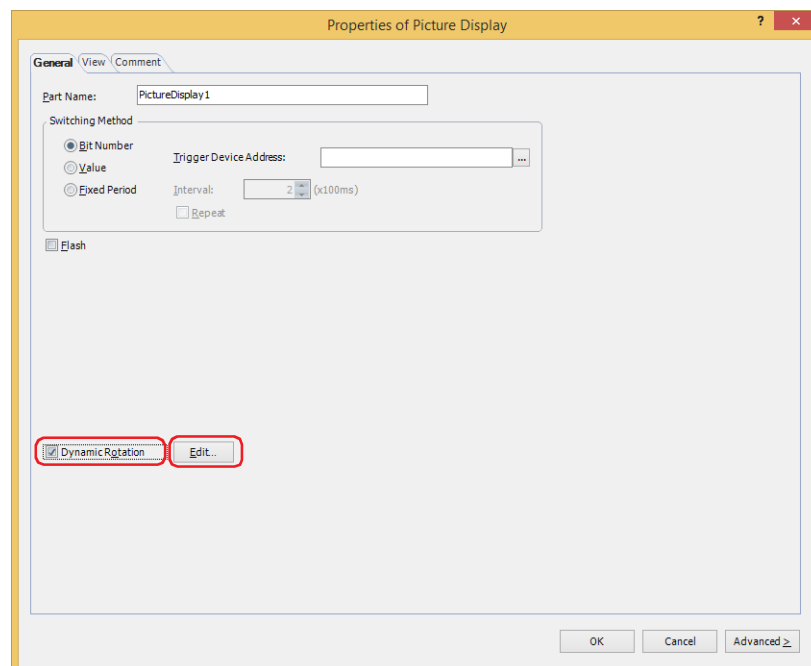 Properties of Picture Display
? ×
General View Comment
Part Name: PictureDisplay1
Switching Method
Bit Number
Trigger Device Address: ...
Value
Fixed Period Interval: 2 (x100ms)
Repeat
Flash
Dynamic Rotation Edit...
OK Cancel Advanced >